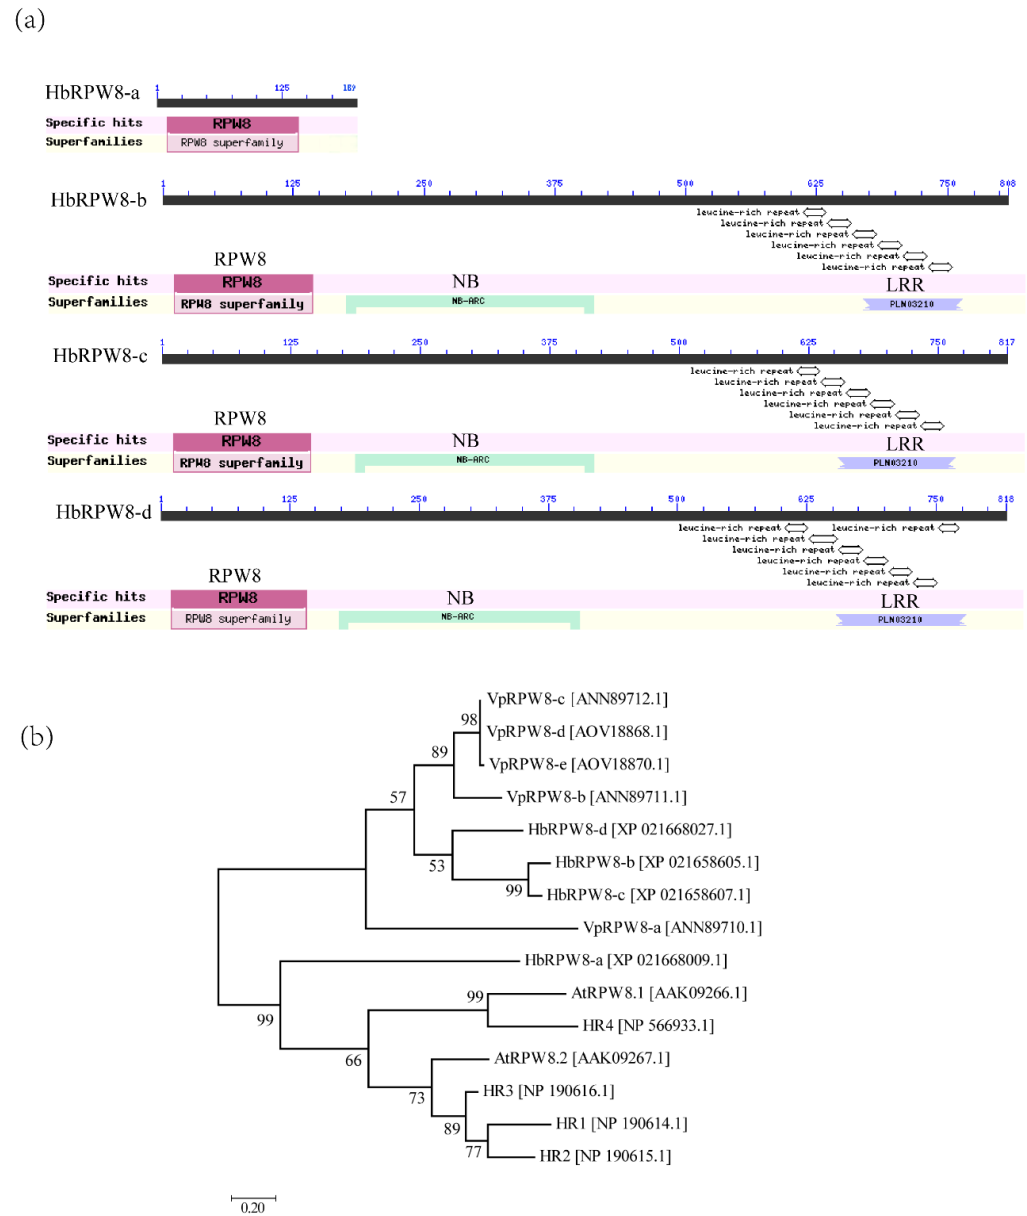 (a)
HbRPW8-a
1 125 169
Specific hits RPW8
Superfamilies RPW8 superfamily
HbRPW8-b
1 125 250 375 500 625 750 808
leucine-rich repeat
leucine-rich repeat
leucine-rich repeat
leucine-rich repeat
leucine-rich repeat
leucine-rich repeat
RPW8
Specific hits RPW8 NB LRR
Superfamilies RPW8 superfamily NB-ARC PLN03210
HbRPW8-c
1 125 250 375 500 625 750 817
leucine-rich repeat
leucine-rich repeat
leucine-rich repeat
leucine-rich repeat
leucine-rich repeat
leucine-rich repeat
RPW8
Specific hits RPW8 NB LRR
Superfamilies RPW8 superfamily NB-ARC PLN03210
HbRPW8-d
1 125 250 375 500 625 750 818
leucine-rich repeat leucine-rich repeat
leucine-rich repeat
leucine-rich repeat
leucine-rich repeat
leucine-rich repeat
leucine-rich repeat
RPW8
Specific hits RPW8 NB LRR
Superfamilies RPW8 superfamily NB-ARC PLN03210
(b)
VpRPW8-c [ANN89712.1]
98
VpRPW8-d [AOV18868.1]
89
VpRPW8-e [AOV18870.1]
57
VpRPW8-b [ANN89711.1]
HbRPW8-d [XP 021668027.1]
53
HbRPW8-b [XP 021658605.1]
99
HbRPW8-c [XP 021658607.1]
VpRPW8-a [ANN89710.1]
HbRPW8-a [XP 021668009.1]
99
AtRPW8.1 [AAK09266.1]
99
HR4 [NP 566933.1]
66
AtRPW8.2 [AAK09267.1]
73
HR3 [NP 190616.1]
89
HR1 [NP 190614.1]
77
HR2 [NP 190615.1]
0.20